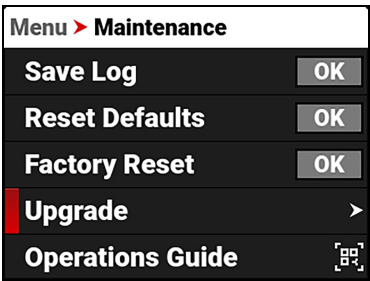 Menu ➤ Maintenance
Save Log OK
Reset Defaults OK
Factory Reset OK
Upgrade
Operations Guide